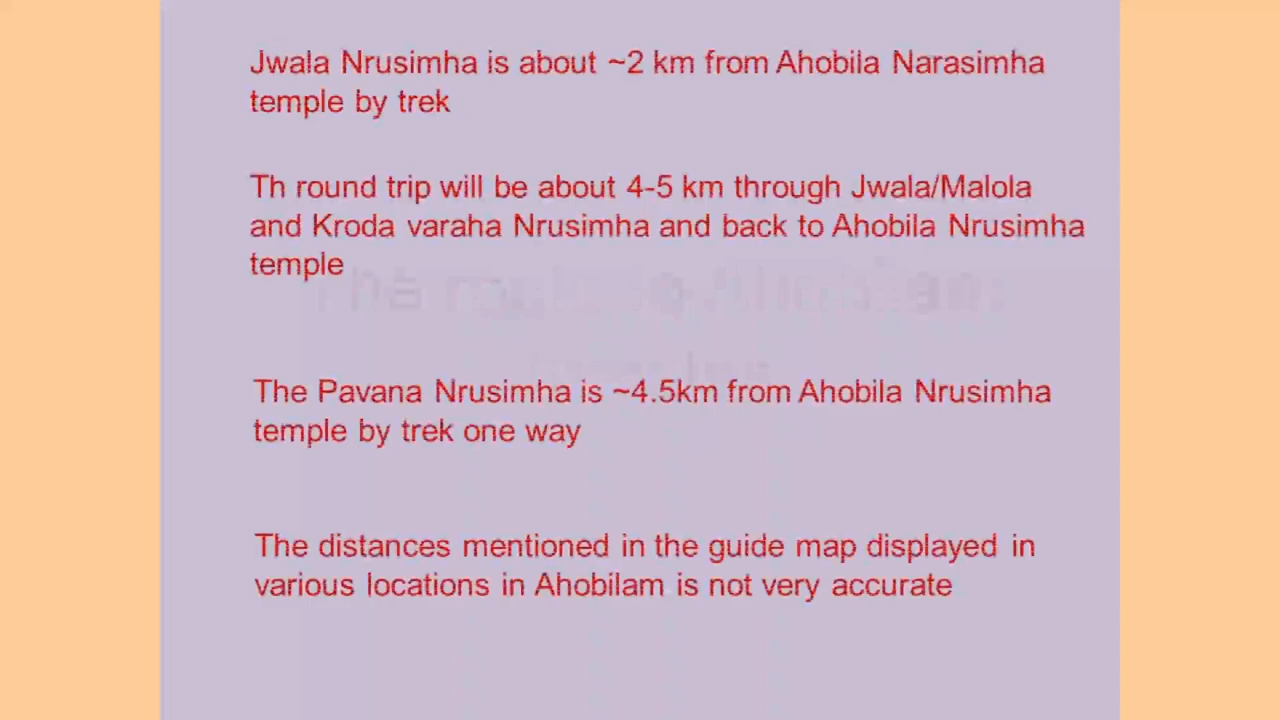 Jwala Nrusimha is about ~2 km from Ahobila Narasimha
temple by trek
Th round trip will be about 4-5 km through Jwala/Malola
and Kroda varaha Nrusimha and back to Ahobila Nrusimha
temple
The Pavana Nrusimha is ~4.5km from Ahobila Nrusimha
temple by trek one way
The distances mentioned in the guide map displayed in
various locations in Ahobilam is not very accurate